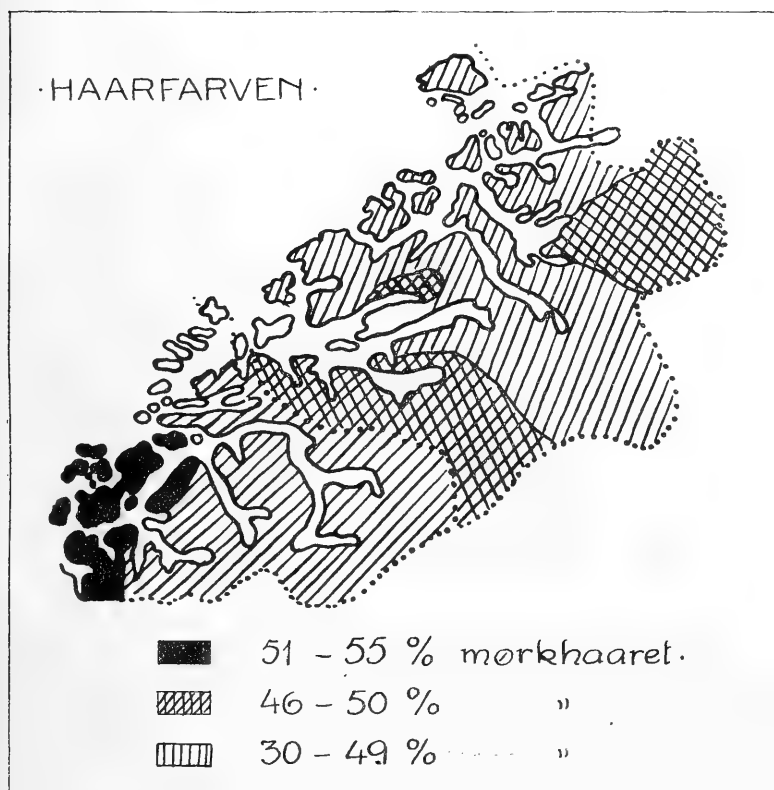 ·HAARFARVEN·
51 – 55 % mørkhaaret.
46 – 50 % "
30 – 49 % "